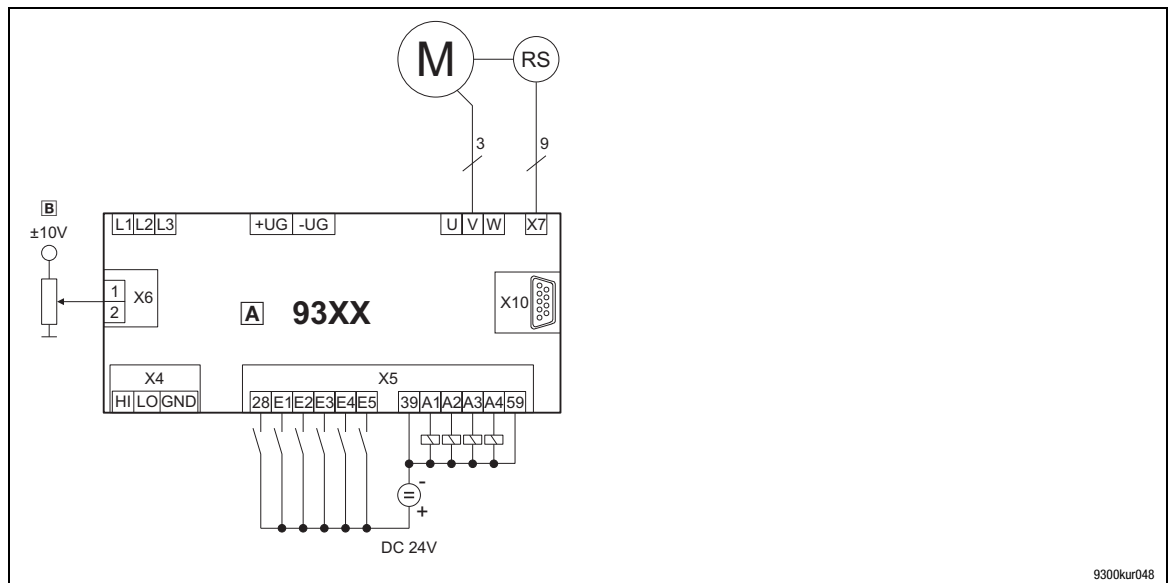 M
RS
3
9
B
±10V
L1 L2 L3
+UG -UG
U V W
X7
1
2
X6
A
93XX
X10
X4
HI LO GND
X5
28 E1 E2 E3 E4 E5
39 A1 A2 A3 A4 59
-
=
+
DC 24V
9300kur048